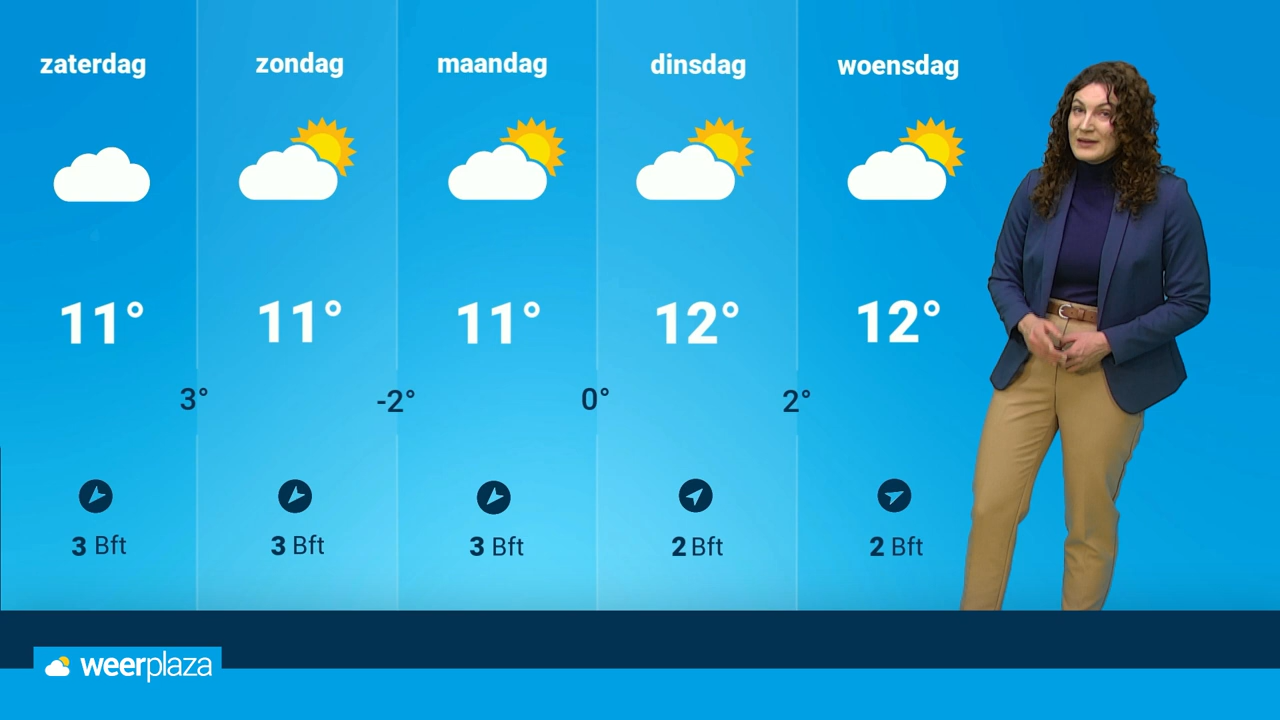 zaterdag zondag maandag dinsdag woensdag
11° 11° 11° 12° 12°
3° -2° 0° 2°
3 Bft 3 Bft 3 Bft 2 Bft 2 Bft
weerplaza